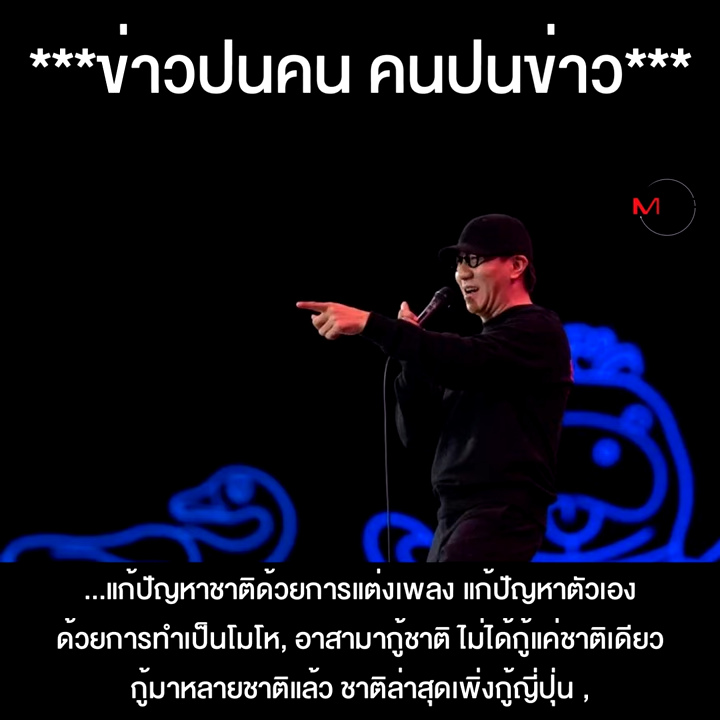 ***ข่าวปนคน คนปนข่าว***
M
...แก้ปัญหาชาติด้วยการแต่งเพลง แก้ปัญหาตัวเอง
ด้วยการทำเป็นโมโห, อาสามากู้ชาติ ไม่ได้กู้แค่ชาติเดียว
กู้มาหลายชาติแล้ว ชาติล่าสุดเพิ่งกู้ญี่ปุ่น ,